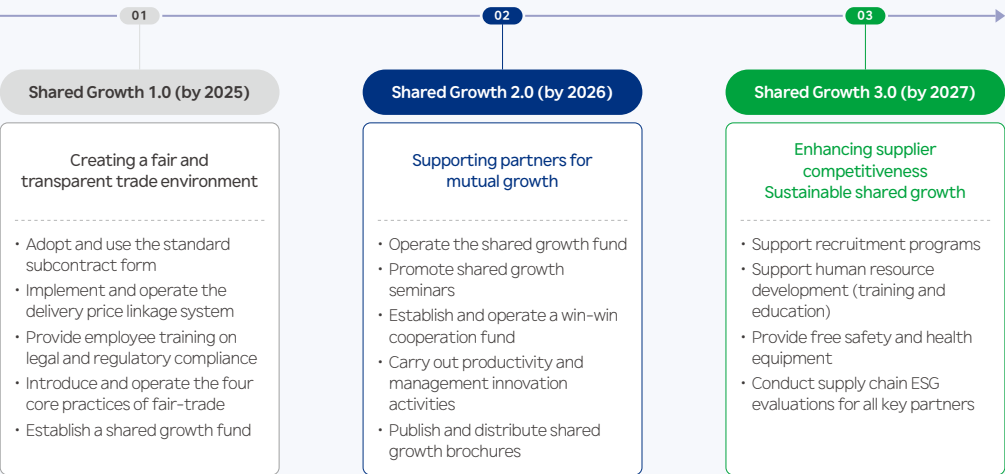 01
Shared Growth 1.0 (by 2025)
Creating a fair and
transparent trade environment
• Adopt and use the standard
subcontract form
• Implement and operate the
delivery price linkage system
• Provide employee training on
legal and regulatory compliance
• Introduce and operate the four
core practices of fair-trade
• Establish a shared growth fund
02
Shared Growth 2.0 (by 2026)
Supporting partners for
mutual growth
• Operate the shared growth fund
• Promote shared growth
seminars
• Establish and operate a win-win
cooperation fund
• Carry out productivity and
management innovation
activities
• Publish and distribute shared
growth brochures
03
Shared Growth 3.0 (by 2027)
Enhancing supplier
competitiveness
Sustainable shared growth
• Support recruitment programs
• Support human resource
development (training and
education)
• Provide free safety and health
equipment
• Conduct supply chain ESG
evaluations for all key partners